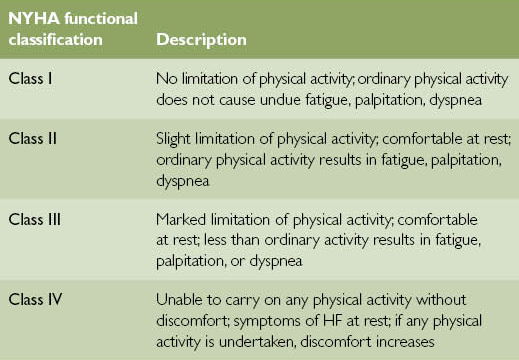 NYHA functional
classification Description
Class I No limitation of physical activity; ordinary physical activity
does not cause undue fatigue, palpitation, dyspnea
Class II Slight limitation of physical activity; comfortable at rest;
ordinary physical activity results in fatigue, palpitation,
dyspnea
Class III Marked limitation of physical activity; comfortable
at rest; less than ordinary activity results in fatigue,
palpitation, or dyspnea
Class IV Unable to carry on any physical activity without
discomfort; symptoms of HF at rest; if any physical
activity is undertaken, discomfort increases